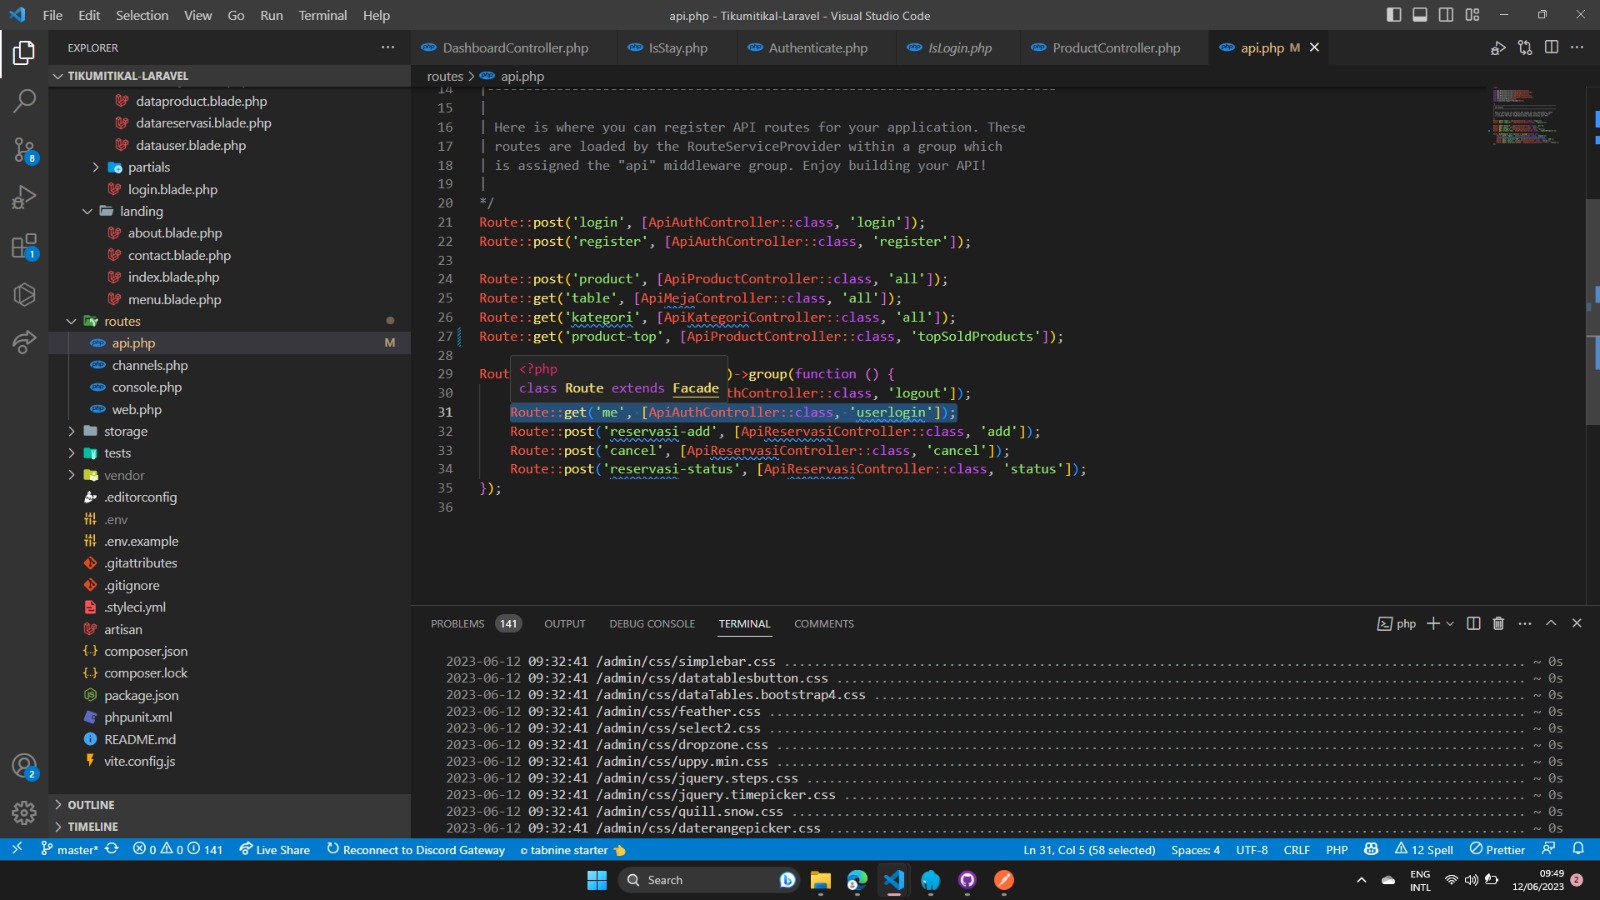 File Edit Selection View Go Run Terminal Help
api.php - Tikumitikal-Laravel - Visual Studio Code
EXPLORER
TIKUMITIKAL-LARAVEL
dataproduct.blade.php
datareservasi.blade.php
datauser.blade.php
partials
login.blade.php
landing
about.blade.php
contact.blade.php
index.blade.php
menu.blade.php
routes
api.php M
channels.php
console.php
web.php
storage
tests
vendor
.editorconfig
.env
.env.example
.gitattributes
.gitignore
.styleci.yml
artisan
composer.json
composer.lock
package.json
phpunit.xml
README.md
vite.config.js
OUTLINE
TIMELINE
8
1
2
DashboardController.php IsStay.php Authenticate.php IsLogin.php ProductController.php api.php M
routes > api.php
14 |--------------------------------------------------------------------------
15 |
16 | Here is where you can register API routes for your application. These
17 | routes are loaded by the RouteServiceProvider within a group which
18 | is assigned the "api" middleware group. Enjoy building your API!
19 |
20 */
21 Route::post('login', [ApiAuthController::class, 'login']);
22 Route::post('register', [ApiAuthController::class, 'register']);
23
24 Route::post('product', [ApiProductController::class, 'all']);
25 Route::get('table', [ApiMejaController::class, 'all']);
26 Route::get('kategori', [ApiKategoriController::class, 'all']);
27 Route::get('product-top', [ApiProductController::class, 'topSoldProducts']);
28
<?php
class Route extends Facade
29 Rout )->group(function () {
30 thController::class, 'logout']);
31 Route::get('me', [ApiAuthController::class, 'userlogin']);
32 Route::post('reservasi-add', [ApiReservasiController::class, 'add']);
33 Route::post('cancel', [ApiReservasiController::class, 'cancel']);
34 Route::post('reservasi-status', [ApiReservasiController::class, 'status']);
35 });
36
PROBLEMS 141 OUTPUT DEBUG CONSOLE TERMINAL COMMENTS
php
2023-06-12 09:32:41 /admin/css/simplebar.css ~ 0s
2023-06-12 09:32:41 /admin/css/datatablesbutton.css ~ 0s
2023-06-12 09:32:41 /admin/css/dataTables.bootstrap4.css ~ 0s
2023-06-12 09:32:41 /admin/css/feather.css ~ 0s
2023-06-12 09:32:41 /admin/css/select2.css ~ 0s
2023-06-12 09:32:41 /admin/css/dropzone.css ~ 0s
2023-06-12 09:32:41 /admin/css/uppy.min.css ~ 0s
2023-06-12 09:32:41 /admin/css/jquery.steps.css ~ 0s
2023-06-12 09:32:41 /admin/css/jquery.timepicker.css ~ 0s
2023-06-12 09:32:41 /admin/css/quill.snow.css ~ 0s
2023-06-12 09:32:41 /admin/css/daterangepicker.css ~ 0s
master* 0 0 141 Live Share Reconnect to Discord Gateway tabnine starter
Ln 31, Col 5 (58 selected) Spaces: 4 UTF-8 CRLF PHP 12 Spell Prettier
Search
ENG
INTL
09:49
12/06/2023
2